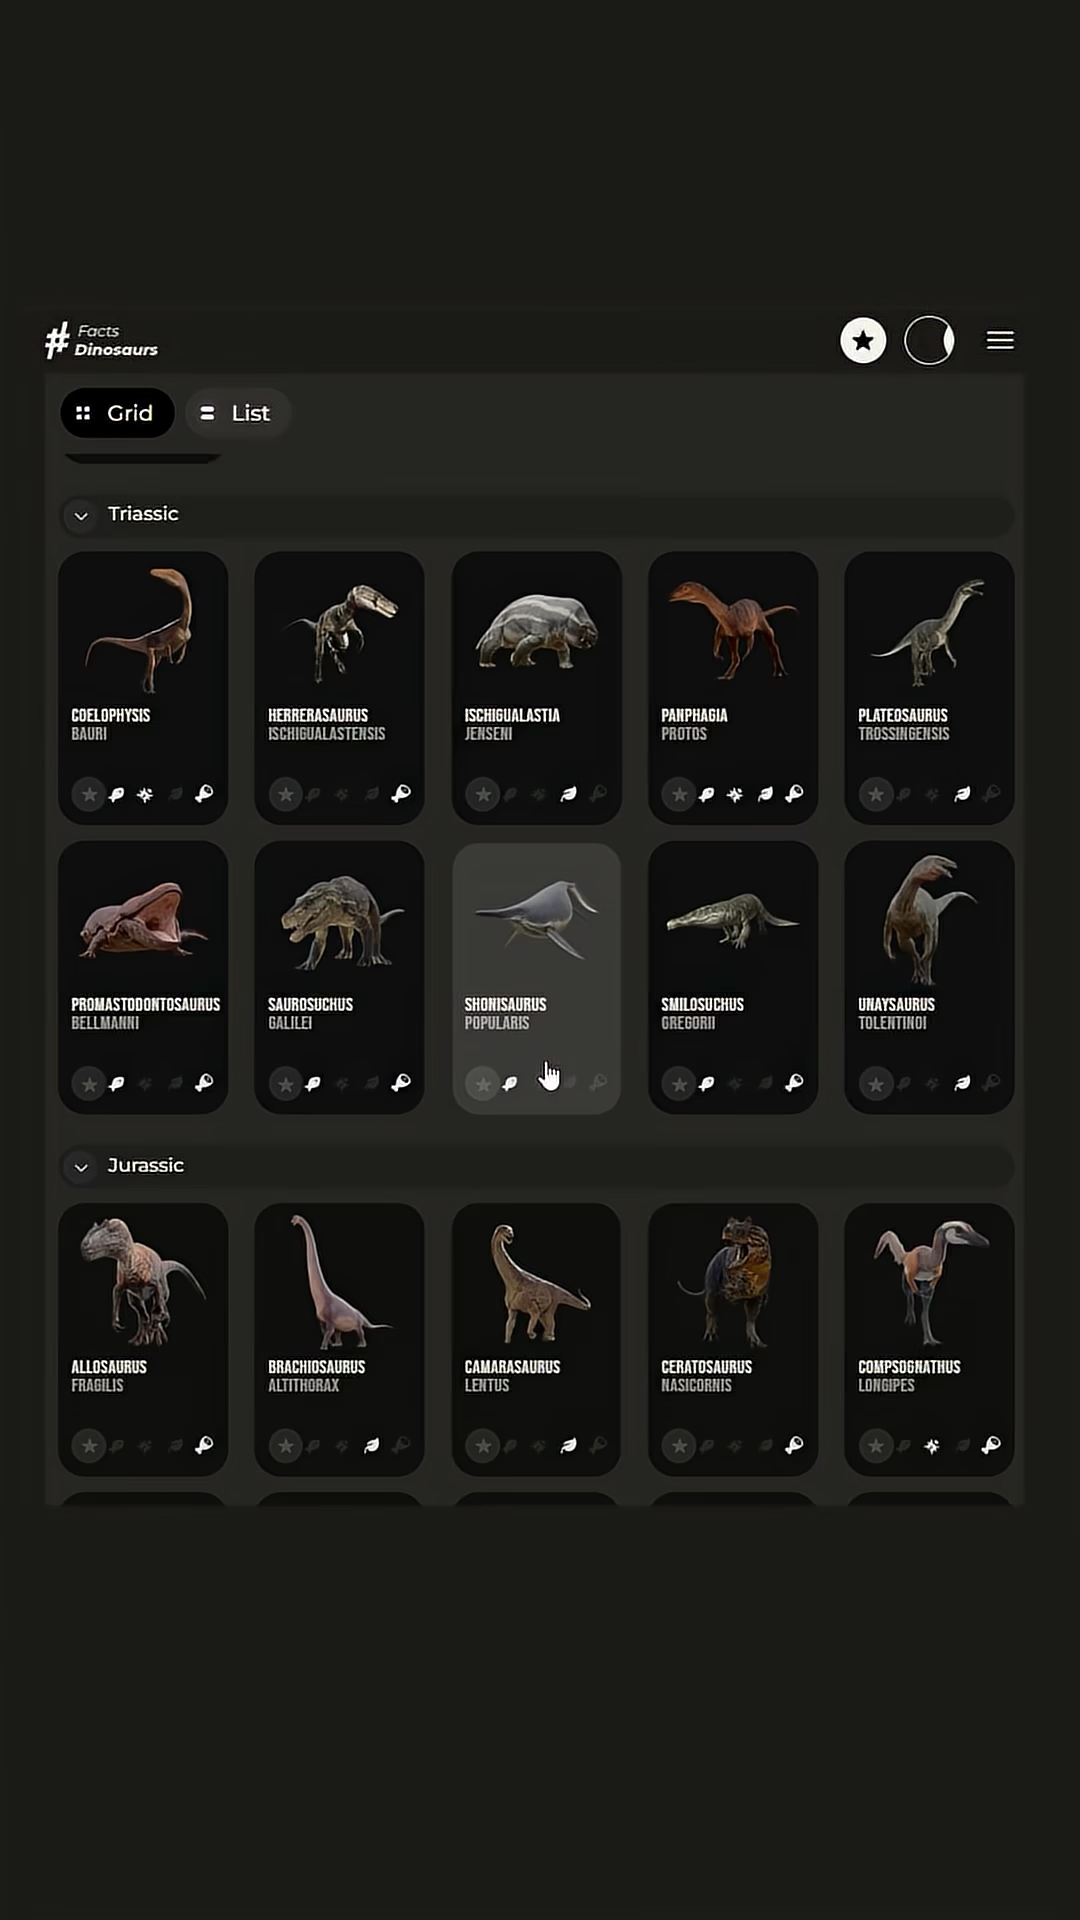 # Facts
Dinosaurs
Grid
List
Triassic
COELOPHYSIS
BAURI
HERRERASAURUS
ISCHIGUALASTENSIS
ISCHIGUALASTIA
JENSENI
PANPHAGIA
PROTOS
PLATEOSAURUS
TROSSINGENSIS
PROMASTODONTOSAURUS
BELLMANNI
SAUROSUCHUS
GALILEI
SHONISAURUS
POPULARIS
SMILOSUCHUS
GREGORII
UNAYSAURUS
TOLENTINOI
Jurassic
ALLOSAURUS
FRAGILIS
BRACHIOSAURUS
ALTITHORAX
CAMARASAURUS
LENTUS
CERATOSAURUS
NASICORNIS
COMPSOGNATHUS
LONGIPES